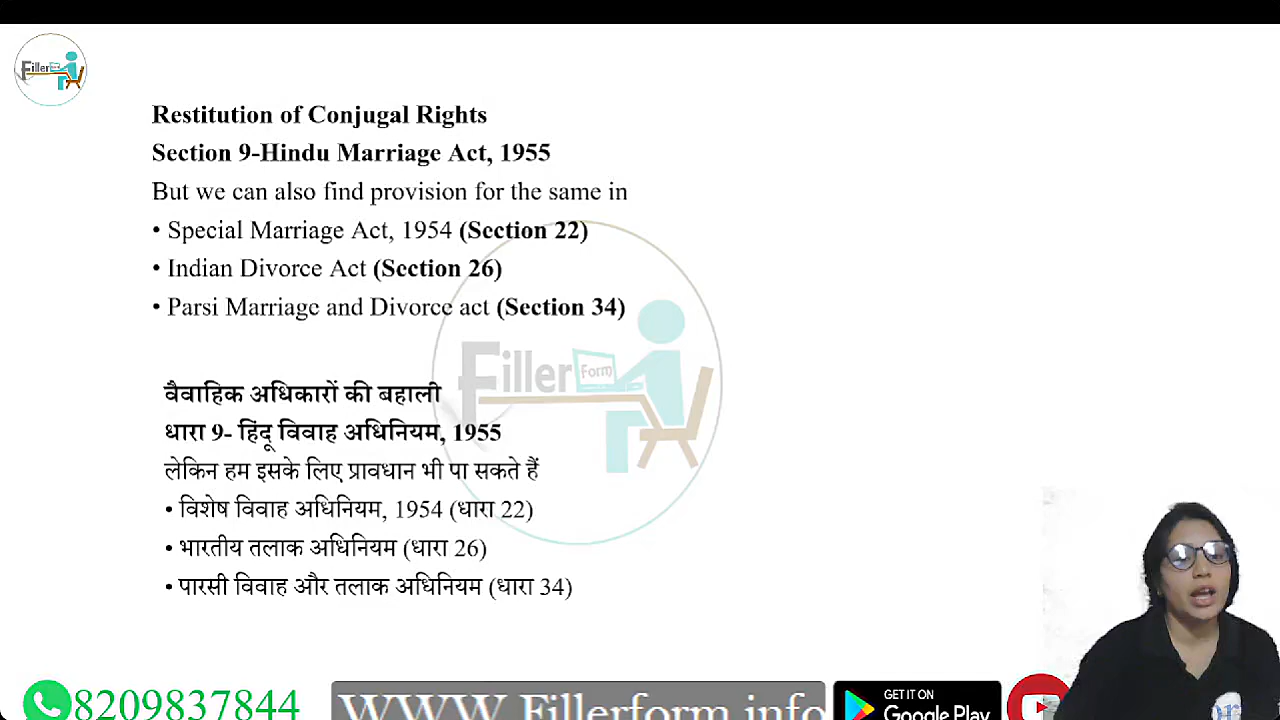 Filler
Restitution of Conjugal Rights
Section 9-Hindu Marriage Act, 1955
But we can also find provision for the same in
• Special Marriage Act, 1954 (Section 22)
• Indian Divorce Act (Section 26)
• Parsi Marriage and Divorce act (Section 34)
Filler Form
वैवाहिक अधिकारों की बहाली
धारा 9- हिंदू विवाह अधिनियम, 1955
लेकिन हम इसके लिए प्रावधान भी पा सकते हैं
• विशेष विवाह अधिनियम, 1954 (धारा 22)
• भारतीय तलाक अधिनियम (धारा 26)
• पारसी विवाह और तलाक अधिनियम (धारा 34)
8209837844
WWW.Fillerform.info
GET IT ON
Google Play